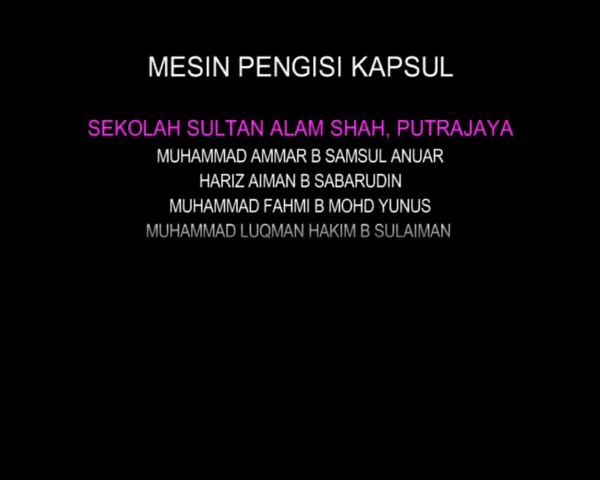 MESIN PENGISI KAPSUL
SEKOLAH SULTAN ALAM SHAH, PUTRAJAYA
MUHAMMAD AMMAR B SAMSUL ANUAR
HARIZ AIMAN B SABARUDIN
MUHAMMAD FAHMI B MOHD YUNUS
MUHAMMAD LUQMAN HAKIM B SULAIMAN